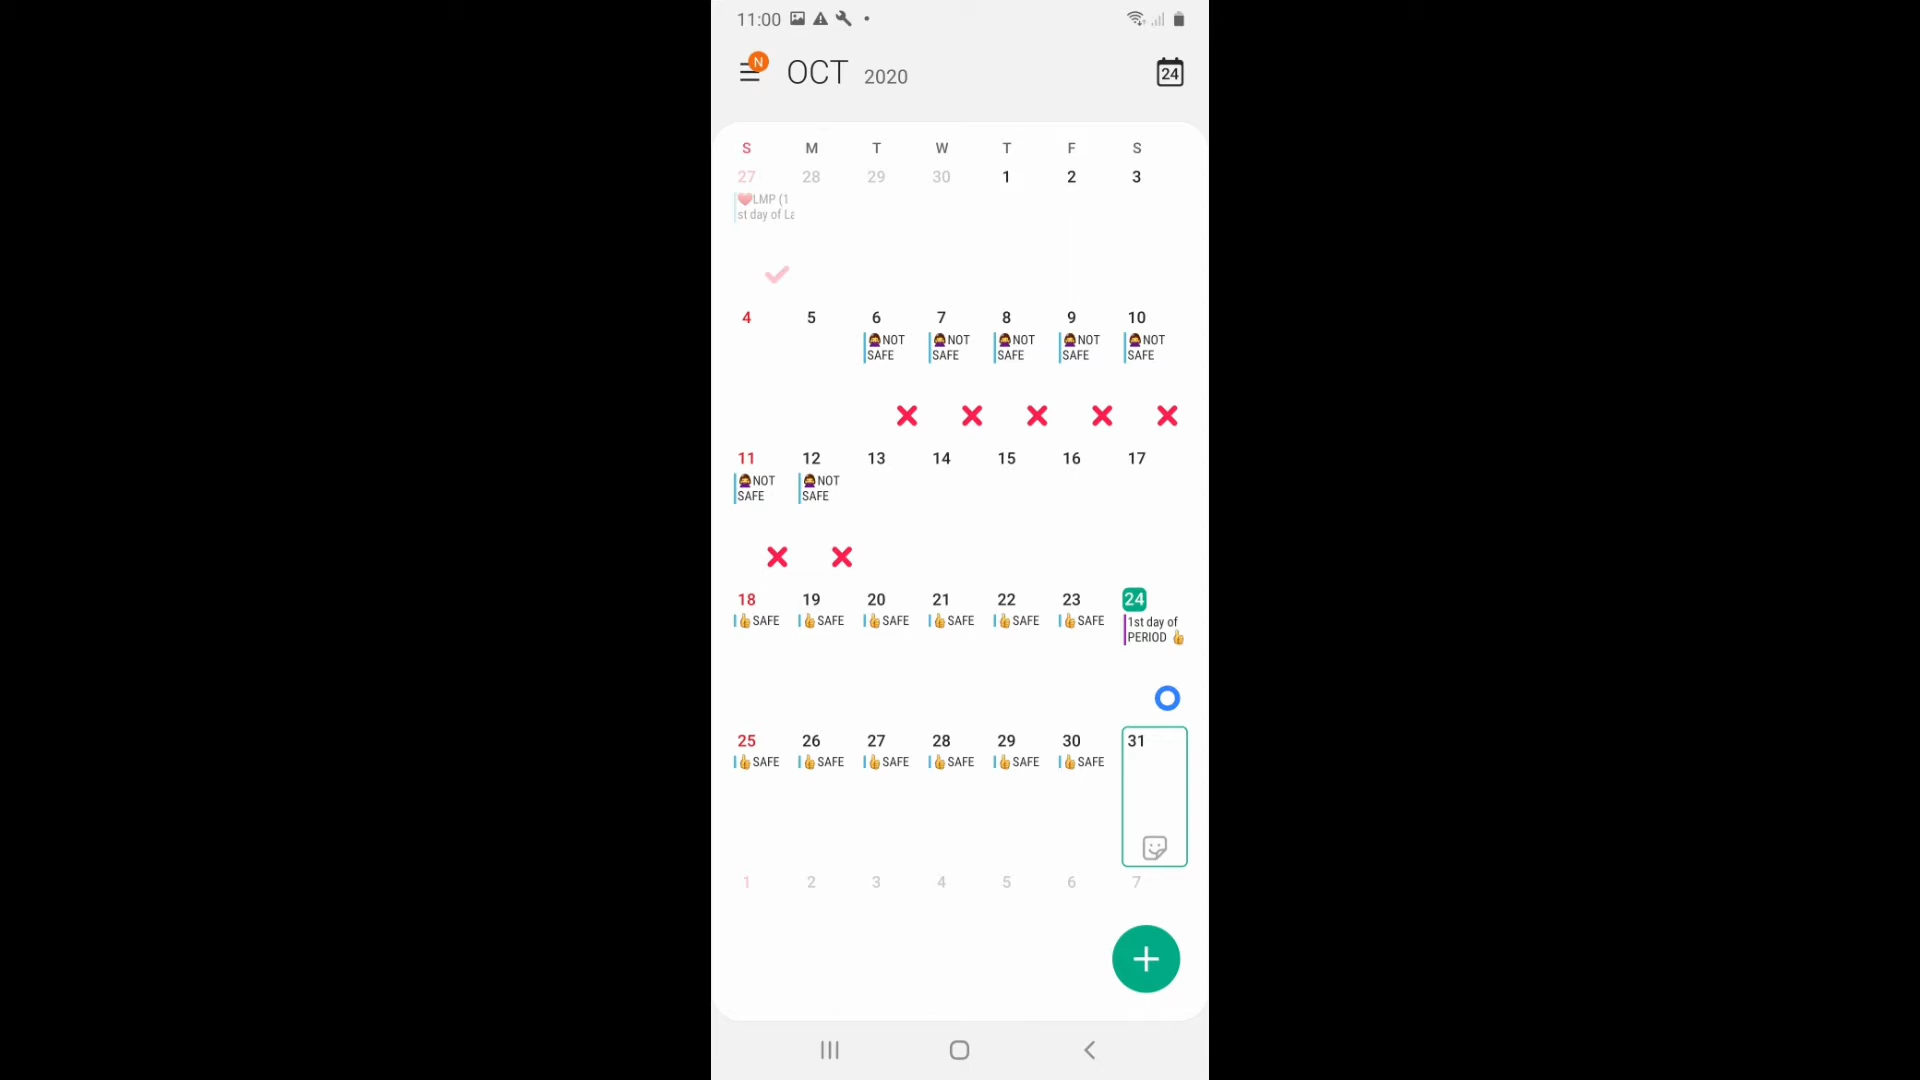 11:00
N
OCT 2020
24
S M T W T F S
27 28 29 30 1 2 3
LMP (1
st day of La
4 5 6 7 8 9 10
NOT NOT NOT NOT NOT
SAFE SAFE SAFE SAFE SAFE
11 12 13 14 15 16 17
NOT NOT
SAFE SAFE
18 19 20 21 22 23 24
SAFE SAFE SAFE SAFE SAFE SAFE 1st day of
PERIOD
25 26 27 28 29 30 31
SAFE SAFE SAFE SAFE SAFE SAFE
1 2 3 4 5 6 7